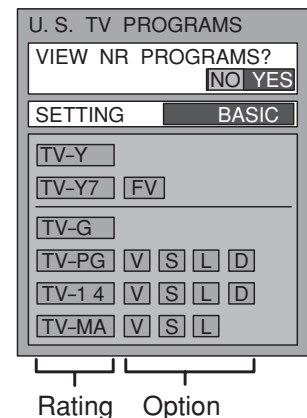 U. S. TV PROGRAMS
VIEW NR PROGRAMS?
NO YES
SETTING BASIC
TV–Y
TV–Y7 FV
TV–G
TV–PG V S L D
TV–1 4 V S L D
TV–MA V S L
Rating Option